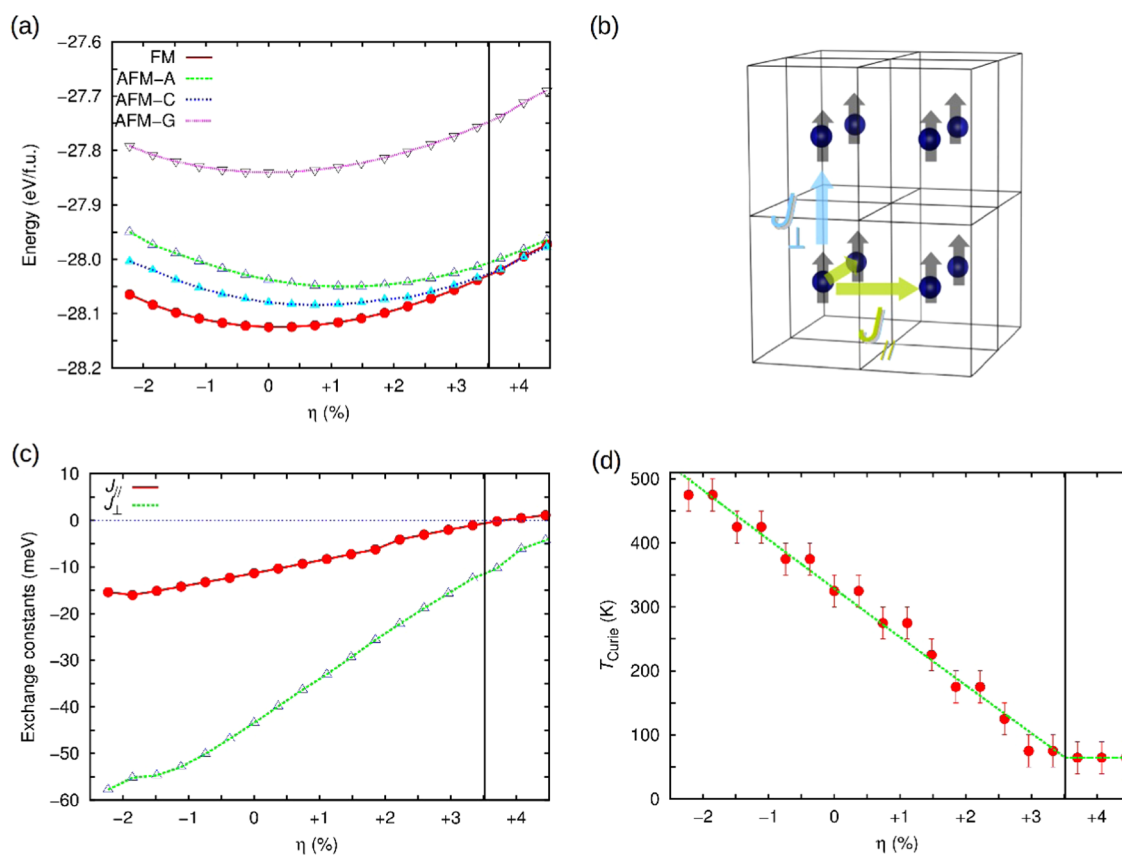 (a)
−27.6
−27.7
−27.8
−27.9
−28.0
−28.1
−28.2
Energy (eV/f.u.)
FM
AFM−A
AFM−C
AFM−G
−2 −1 0 +1 +2 +3 +4
η (%)
(b)
J⊥
J//
(c)
10
0
−10
−20
−30
−40
−50
−60
Exchange constants (meV)
J//
J⊥
−2 −1 0 +1 +2 +3 +4
η (%)
(d)
500
400
300
200
100
0
TCurie (K)
−2 −1 0 +1 +2 +3 +4
η (%)